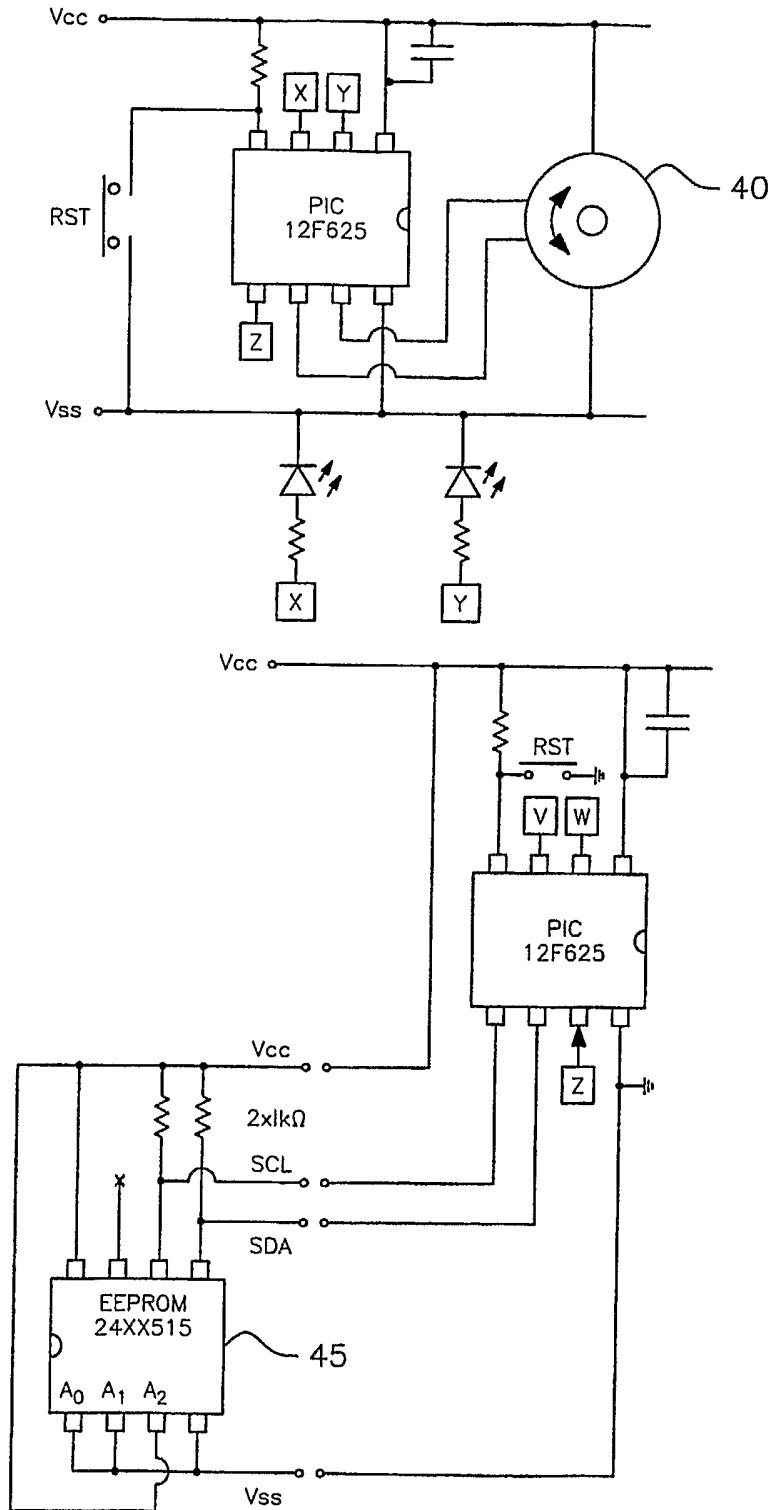 Vcc
X Y
PIC
12F625
40
RST
Z
Vss
X Y
Vcc
RST
V W
PIC
12F625
Z
Vcc
2x1kΩ
SCL
SDA
EEPROM
24XX515
45
A0 A1 A2
Vss